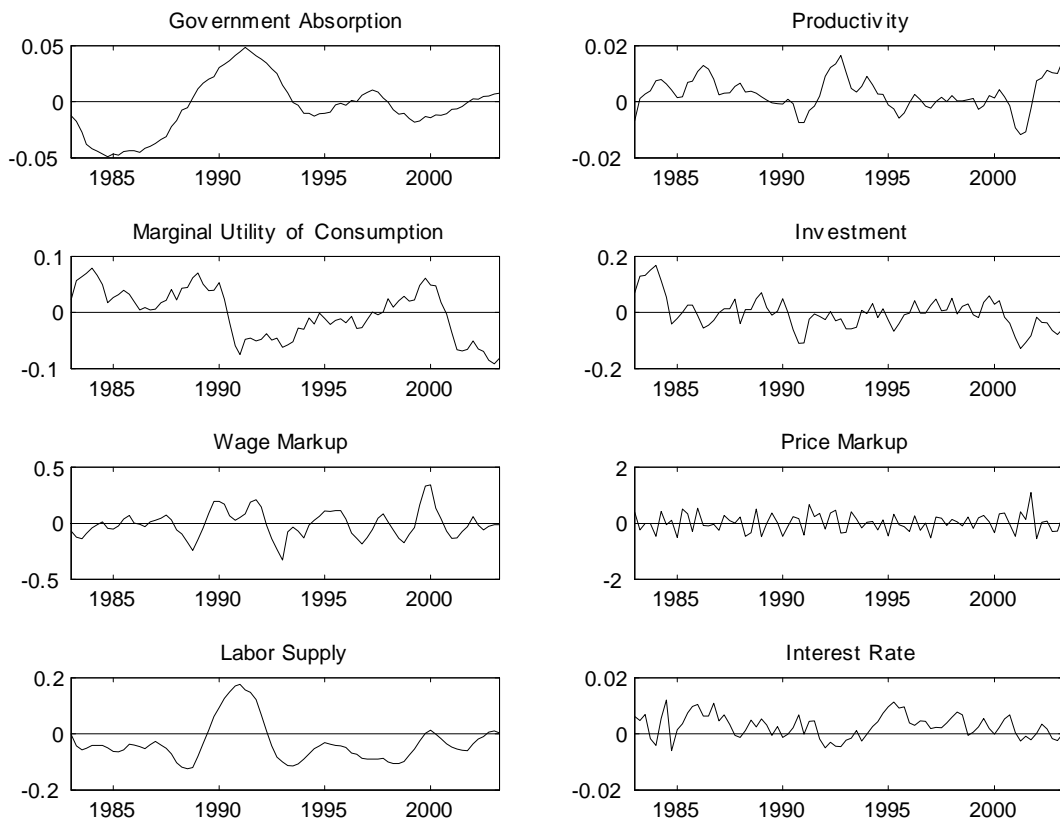 Government Absorption
0.05
0
-0.05
1985 1990 1995 2000
Productivity
0.02
0
-0.02
1985 1990 1995 2000
Marginal Utility of Consumption
0.1
0
-0.1
1985 1990 1995 2000
Investment
0.2
0
-0.2
1985 1990 1995 2000
Wage Markup
0.5
0
-0.5
1985 1990 1995 2000
Price Markup
2
0
-2
1985 1990 1995 2000
Labor Supply
0.2
0
-0.2
1985 1990 1995 2000
Interest Rate
0.02
0
-0.02
1985 1990 1995 2000